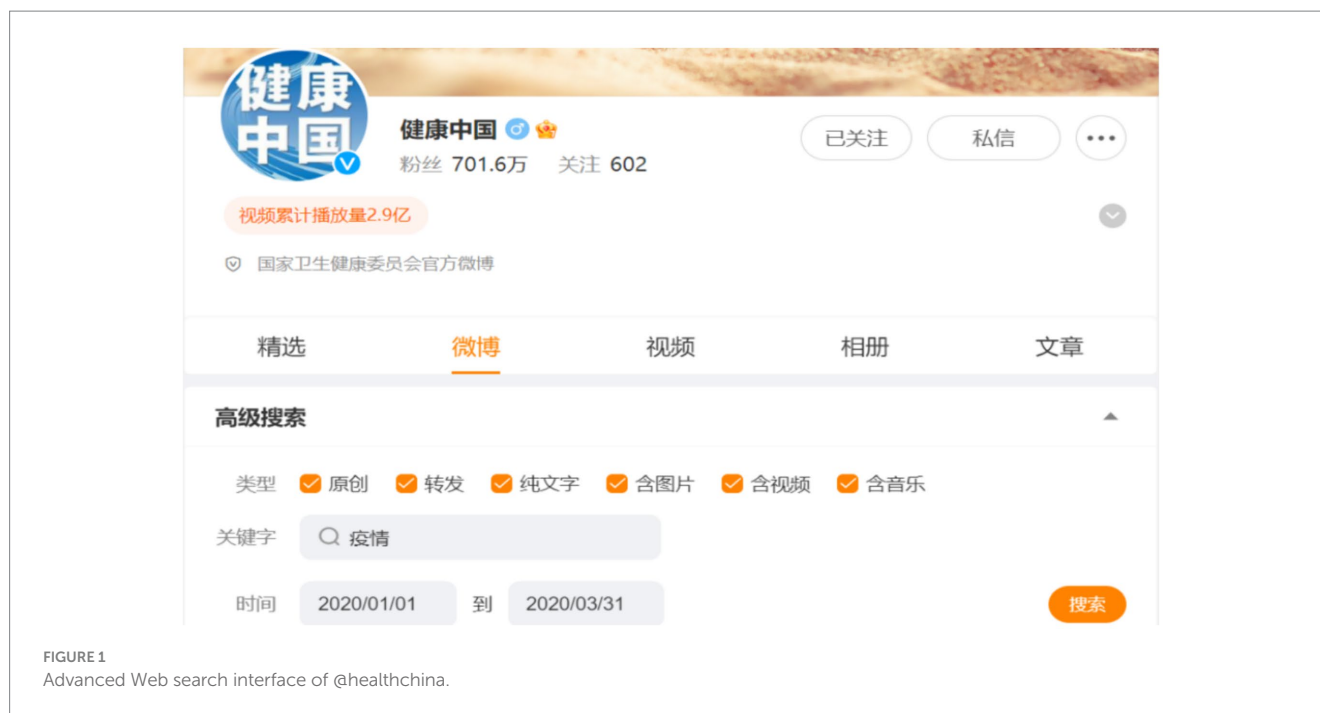 健康
中国
健康中国
已关注 私信
粉丝 701.6万 关注 602
视频累计播放量2.9亿
国家卫生健康委员会官方微博
精选 微博 视频 相册 文章
高级搜索
类型 原创 转发 纯文字 含图片 含视频 含音乐
关键字 疫情
时间 2020/01/01 到 2020/03/31 搜索
FIGURE 1
Advanced Web search interface of @healthchina.